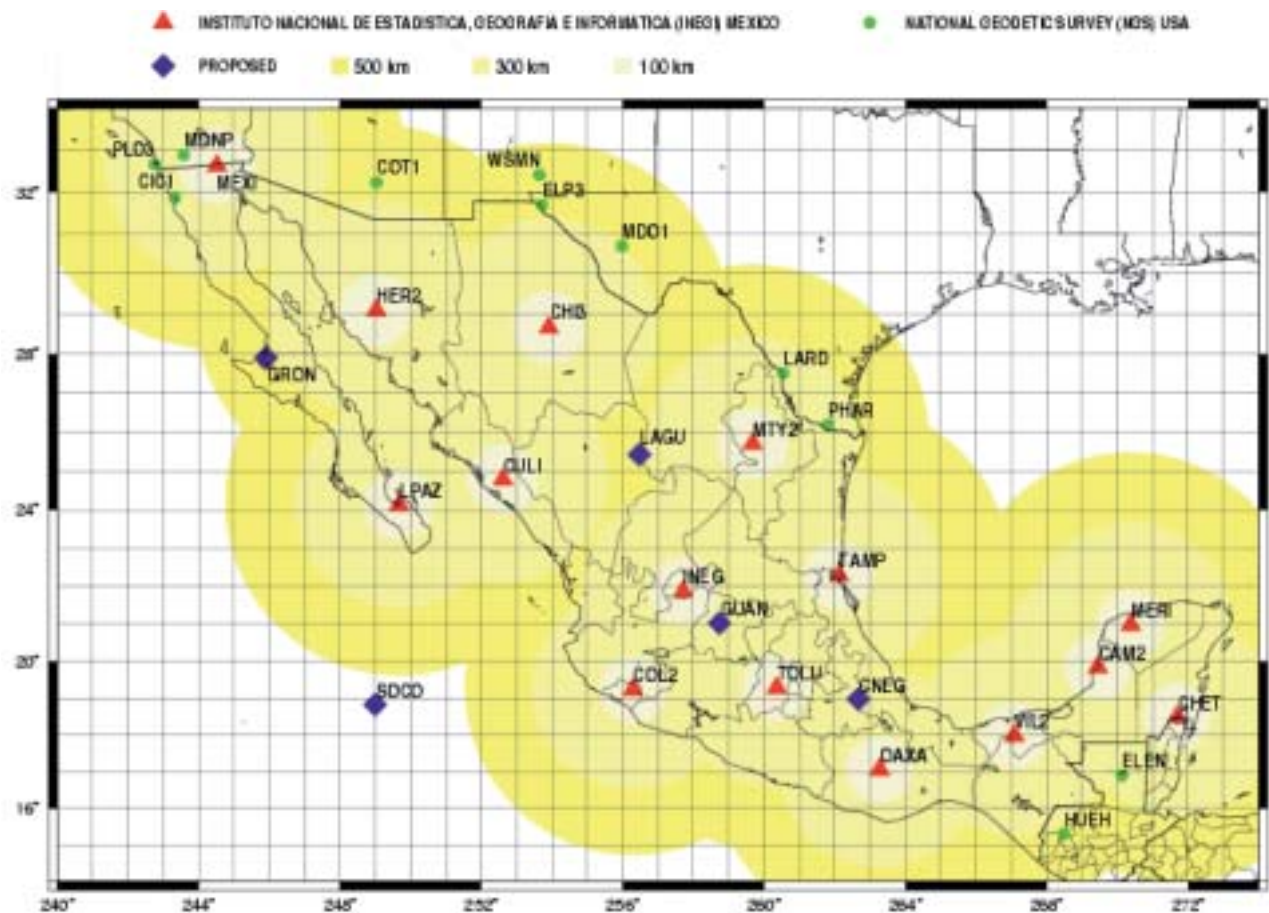 INSTITUTO NACIONAL DE ESTADISTICA, GEOGRAFIA E INFORMATICA (INEGI) MEXICO
NATIONAL GEODETIC SURVEY (NGS) USA
PROPOSED 500 km 300 km 100 km
MONP
PLO3
COT1
WSMN
CIC1
MEXI
ELP3
32°
MDO1
HER2
CHI3
28°
LARD
GRON
PHAR
MTY2
LAGU
CULI
LPAZ
24°
TAMP
INEG
GUAN
MERI
20°
CAM2
COL2
TOLU
SOCO
CNEG
CHET
VIL2
OAXA
ELEN
16°
HUEH
240° 244° 248° 252° 256° 260° 264° 268° 272°